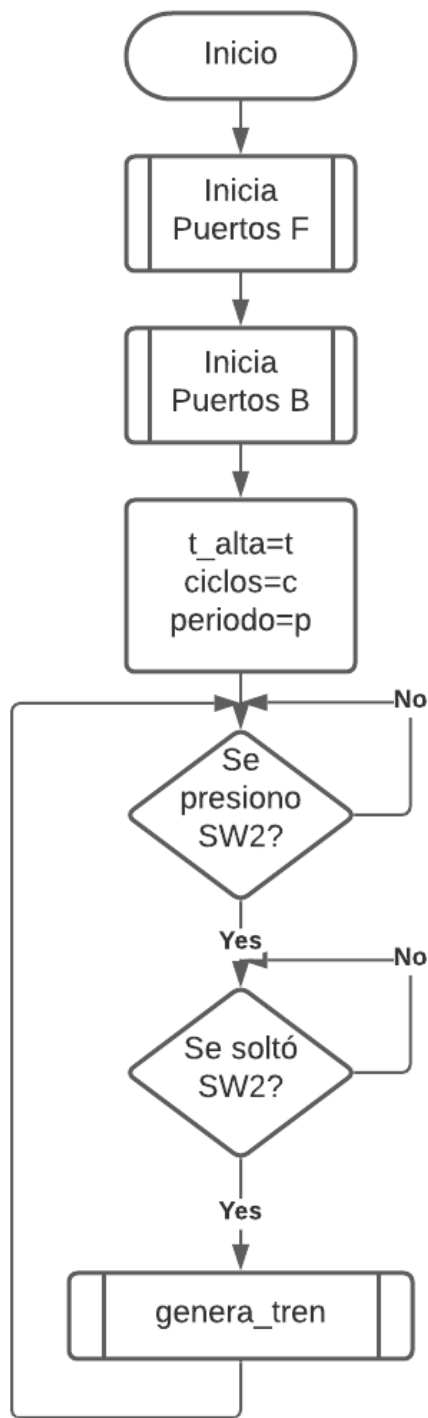 Inicio
Inicia
Puertos F
Inicia
Puertos B
t_alta=t
ciclos=c
periodo=p
No
Se
presiono
SW2?
Yes
No
Se soltó
SW2?
Yes
genera_tren